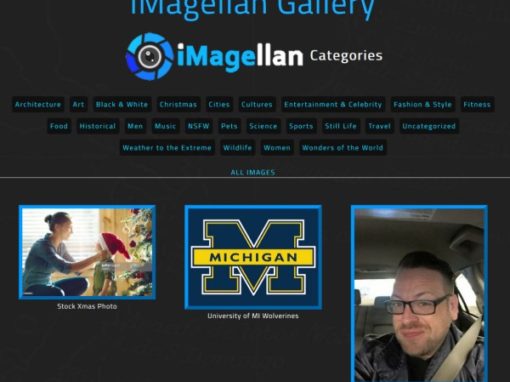 iMagellan Gallery
iMagellan Categories
Architecture Art Black & White Christmas Cities Cultures Entertainment & Celebrity Fashion & Style Fitness
Food Historical Men Music NSFW Pets Science Sports Still Life Travel Uncategorized
Weather to the Extreme Wildlife Women Wonders of the World
ALL IMAGES
MICHIGAN
Stock Xmas Photo
University of MI Wolverines